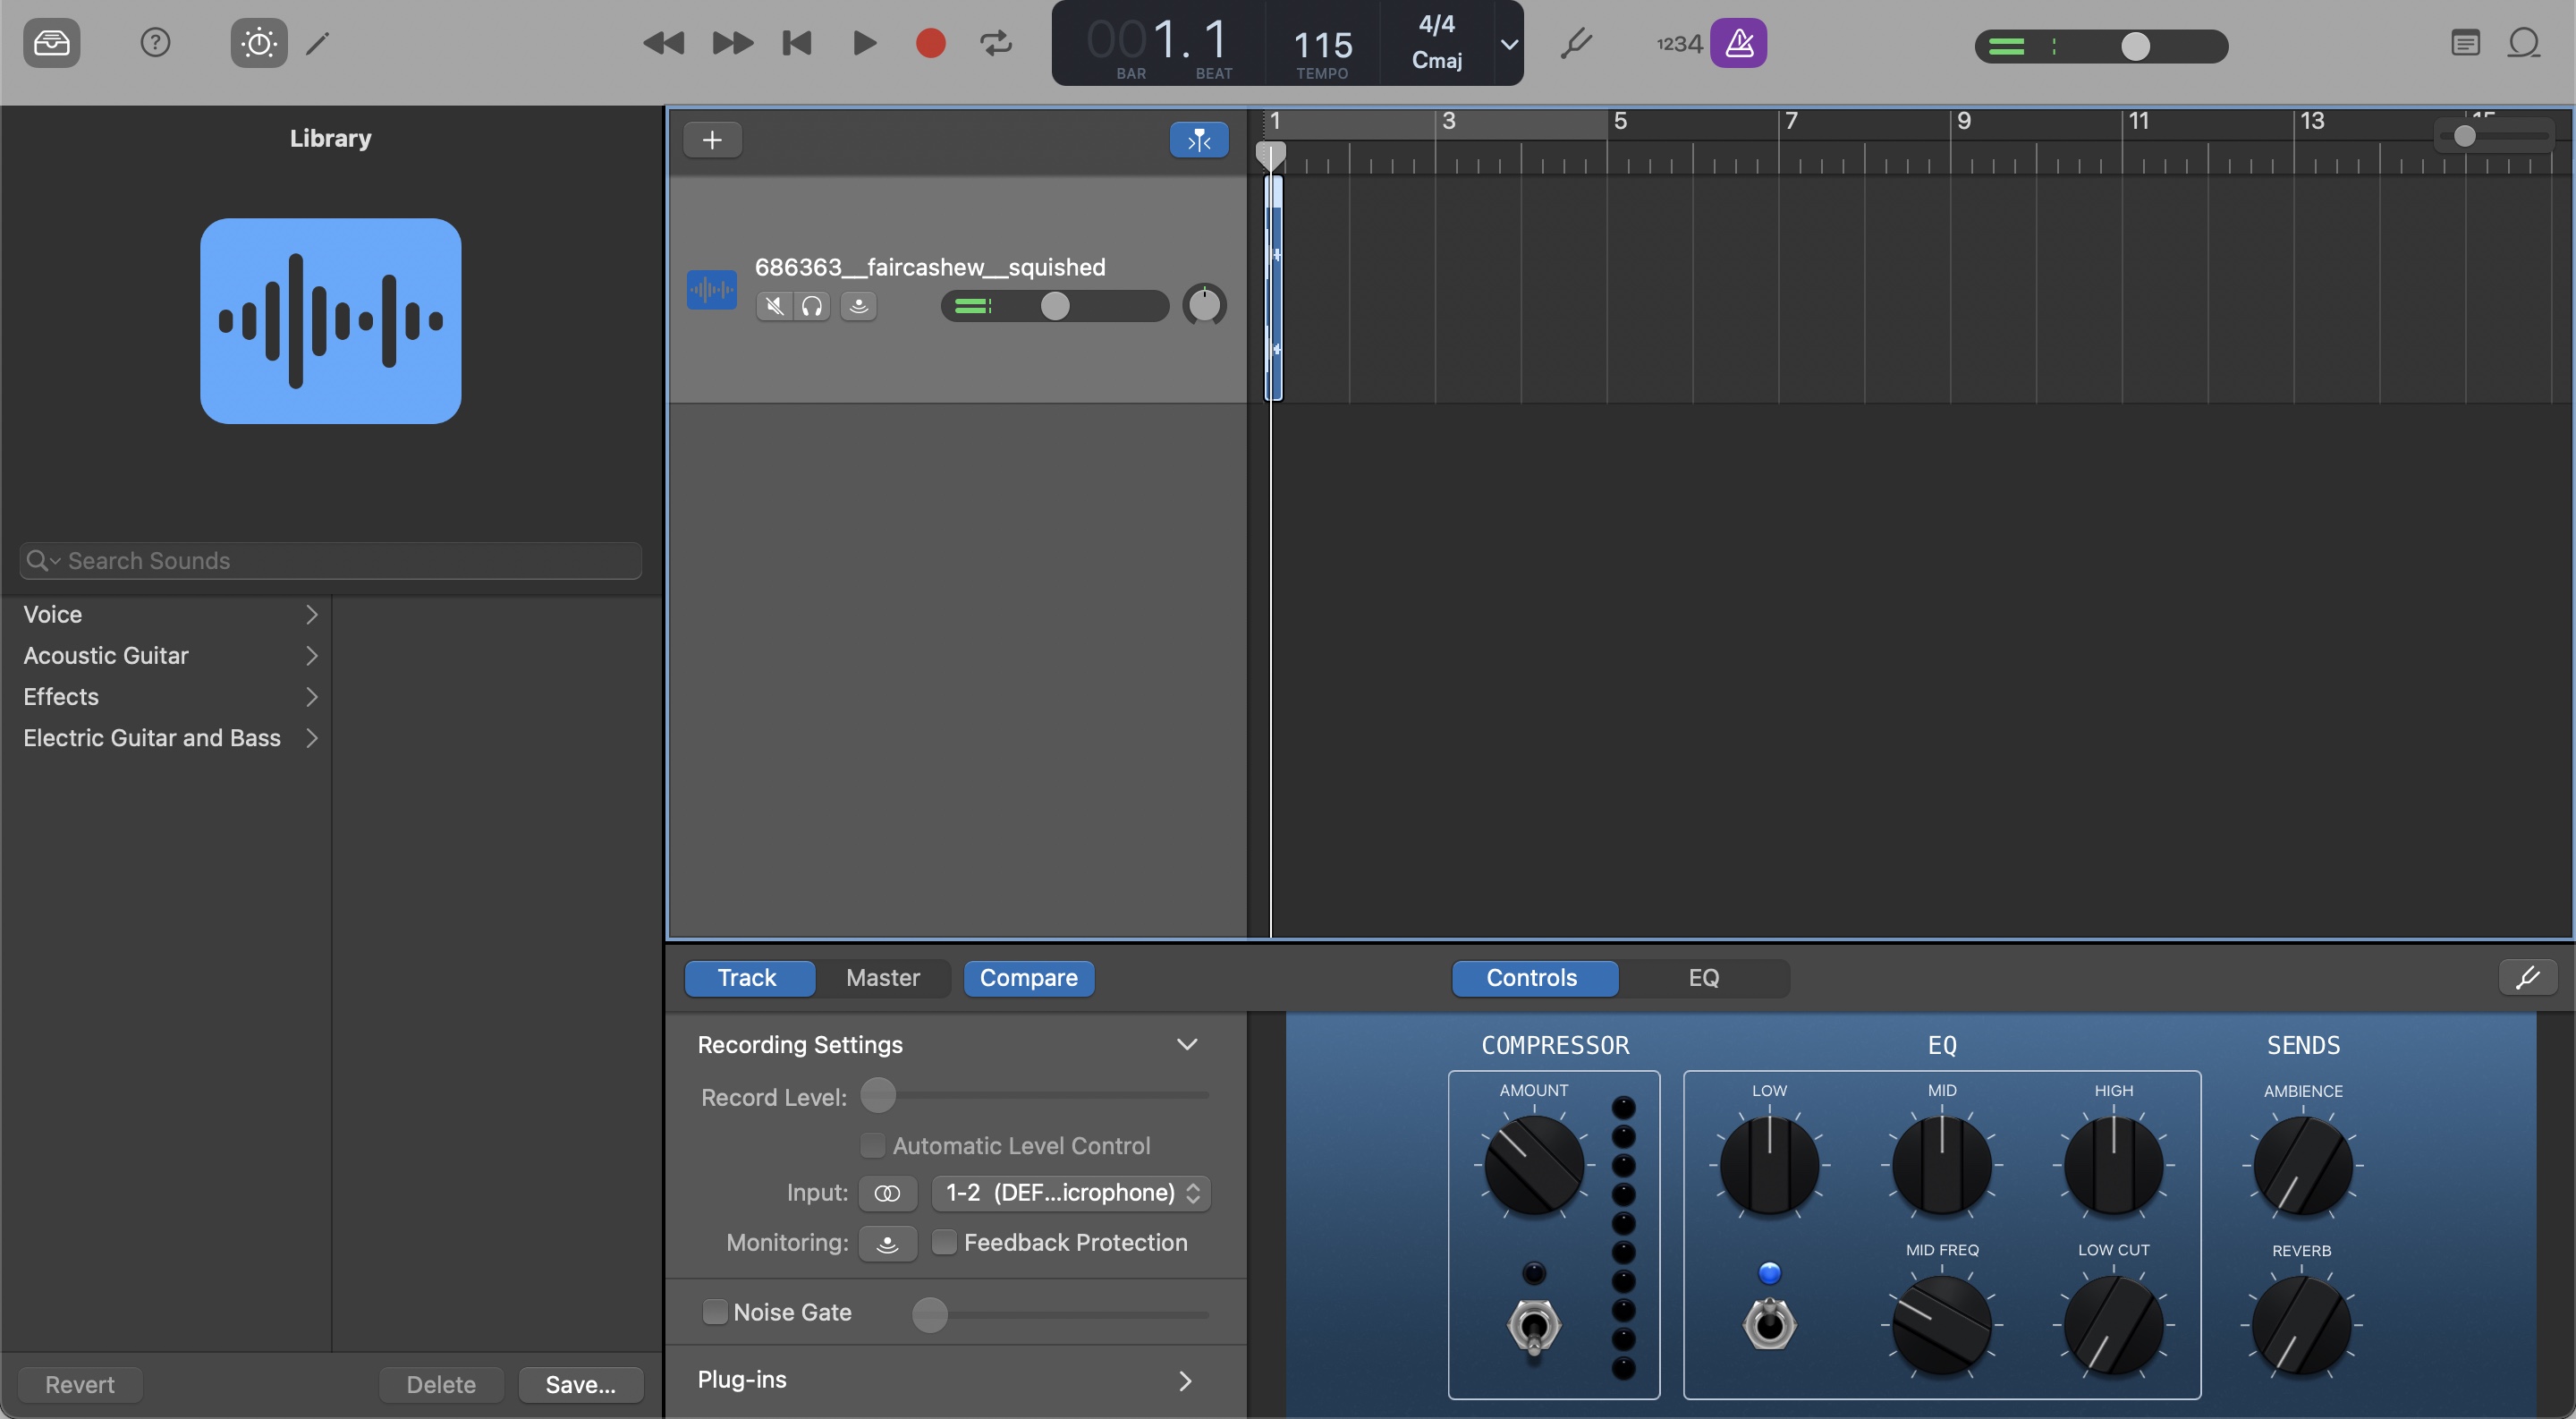 001.1
BAR
BEAT
115
TEMPO
4/4
Cmaj
1234
Library
Search Sounds
Voice
Acoustic Guitar
Effects
Electric Guitar and Bass
Revert
Delete
Save...
1
3
5
7
9
11
13
15
686363__faircashew__squished
Track
Master
Compare
Controls
EQ
Recording Settings
Record Level:
Automatic Level Control
Input:
1-2 (DEF...icrophone)
Monitoring:
Feedback Protection
Noise Gate
Plug-ins
COMPRESSOR
EQ
SENDS
AMOUNT
LOW
MID
HIGH
AMBIENCE
MID FREQ
LOW CUT
REVERB